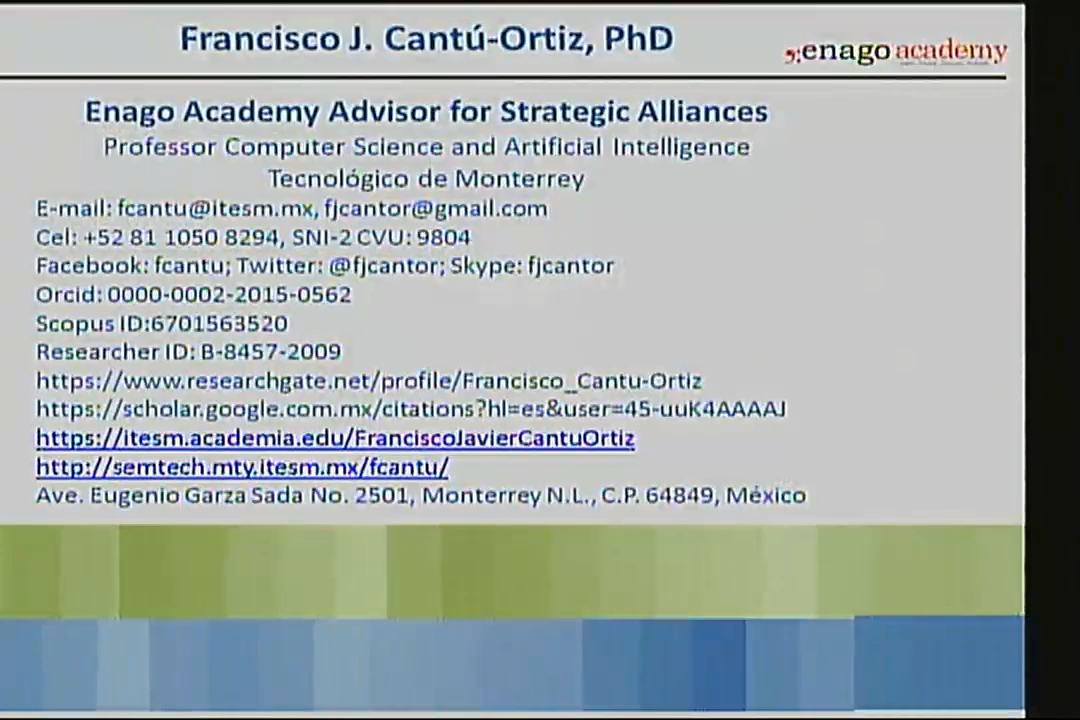 Francisco J. Cantú-Ortiz, PhD
enago academy
Enago Academy Advisor for Strategic Alliances
Professor Computer Science and Artificial Intelligence
Tecnológico de Monterrey
E-mail: fcantu@itesm.mx, fjcantor@gmail.com
Cel: +52 81 1050 8294, SNI-2 CVU: 9804
Facebook: fcantu; Twitter: @fjcantor; Skype: fjcantor
Orcid: 0000-0002-2015-0562
Scopus ID:6701563520
Researcher ID: B-8457-2009
https://www.researchgate.net/profile/Francisco_Cantu-Ortiz
https://scholar.google.com.mx/citations?hl=es&user=45-uuK4AAAAJ
https://itesm.academia.edu/FranciscoJavierCantuOrtiz
http://semtech.mty.itesm.mx/fcantu/
Ave. Eugenio Garza Sada No. 2501, Monterrey N.L., C.P. 64849, México